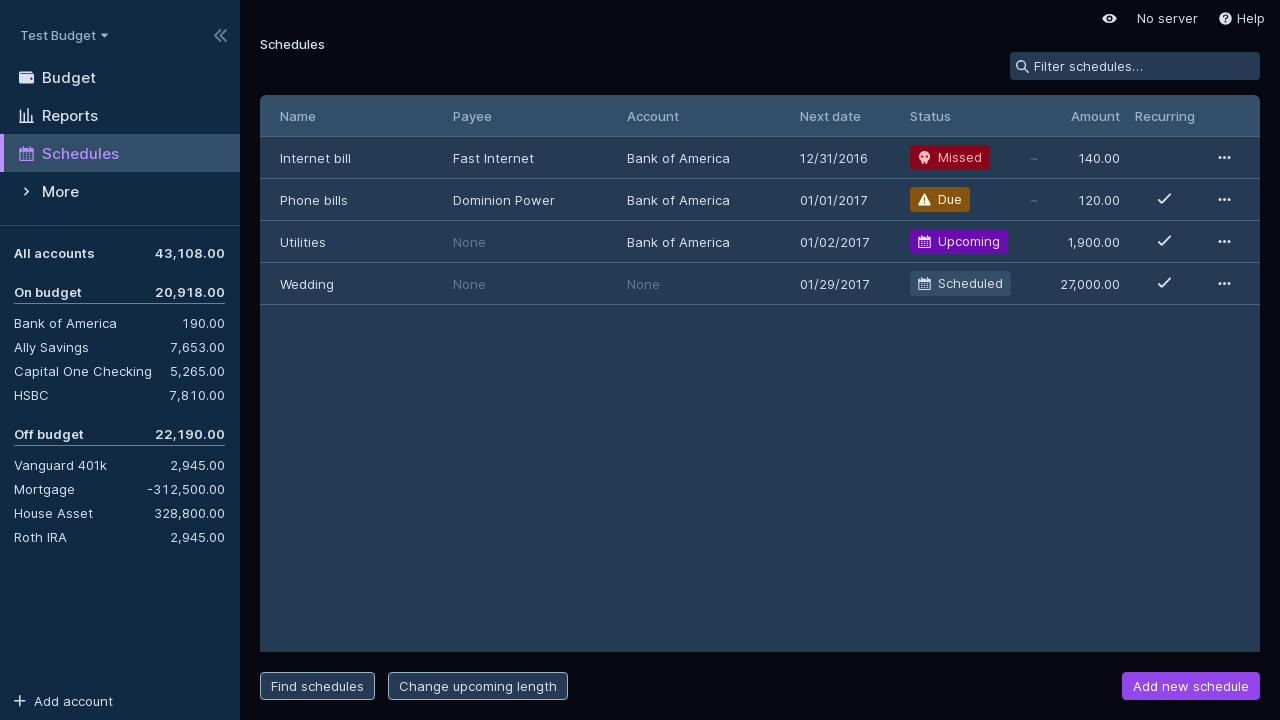 Test Budget
Budget
Reports
Schedules
More
All accounts 43,108.00
On budget 20,918.00
Bank of America 190.00
Ally Savings 7,653.00
Capital One Checking 5,265.00
HSBC 7,810.00
Off budget 22,190.00
Vanguard 401k 2,945.00
Mortgage -312,500.00
House Asset 328,800.00
Roth IRA 2,945.00
Add account
No server Help
Schedules
Filter schedules…
Name Payee Account Next date Status Amount Recurring
Internet bill Fast Internet Bank of America 12/31/2016 Missed ~ 140.00
Phone bills Dominion Power Bank of America 01/01/2017 Due ~ 120.00
Utilities None Bank of America 01/02/2017 Upcoming 1,900.00
Wedding None None 01/29/2017 Scheduled 27,000.00
Find schedules Change upcoming length Add new schedule